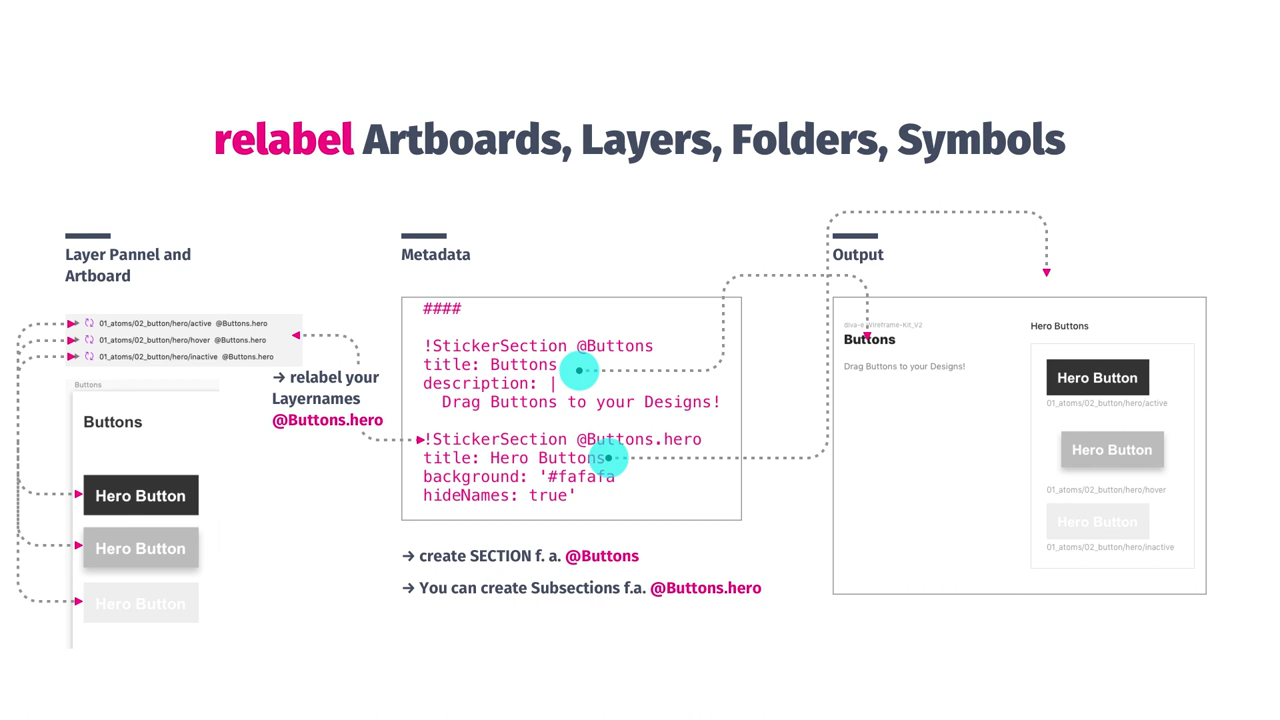 relabel Artboards, Layers, Folders, Symbols
Layer Pannel and
Artboard
01_atoms/02_button/hero/active @Buttons.hero
01_atoms/02_button/hero/hover @Buttons.hero
01_atoms/02_button/hero/inactive @Buttons.hero
→ relabel your
Layernames
@Buttons.hero
Buttons
Buttons
Hero Button
Hero Button
Hero Button
Metadata
####
!StickerSection @Buttons
title: Buttons
description: |
Drag Buttons to your Designs!
!StickerSection @Buttons.hero
title: Hero Buttons
background: '#fafafa
hideNames: true'
→ create SECTION f. a. @Buttons
→ You can create Subsections f.a. @Buttons.hero
Output
diva-e Wireframe-Kit_V2
Buttons
Drag Buttons to your Designs!
Hero Buttons
Hero Button
01_atoms/02_button/hero/active
Hero Button
01_atoms/02_button/hero/hover
Hero Button
01_atoms/02_button/hero/inactive